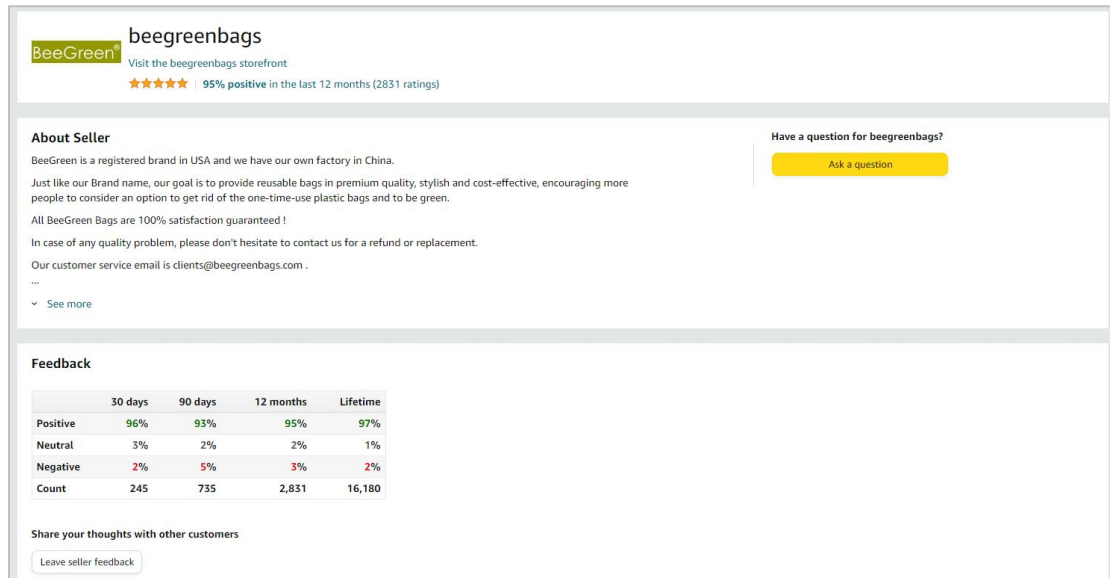 BeeGreen®
beegreenbags
Visit the beegreenbags storefront
95% positive in the last 12 months (2831 ratings)
About Seller
BeeGreen is a registered brand in USA and we have our own factory in China.
Just like our Brand name, our goal is to provide reusable bags in premium quality, stylish and cost-effective, encouraging more
people to consider an option to get rid of the one-time-use plastic bags and to be green.
All BeeGreen Bags are 100% satisfaction guaranteed !
In case of any quality problem, please don't hesitate to contact us for a refund or replacement.
Our customer service email is clients@beegreenbags.com .
...
See more
Have a question for beegreenbags?
Ask a question
Feedback
30 days 90 days 12 months Lifetime
Positive 96% 93% 95% 97%
Neutral 3% 2% 2% 1%
Negative 2% 5% 3% 2%
Count 245 735 2,831 16,180
Share your thoughts with other customers
Leave seller feedback